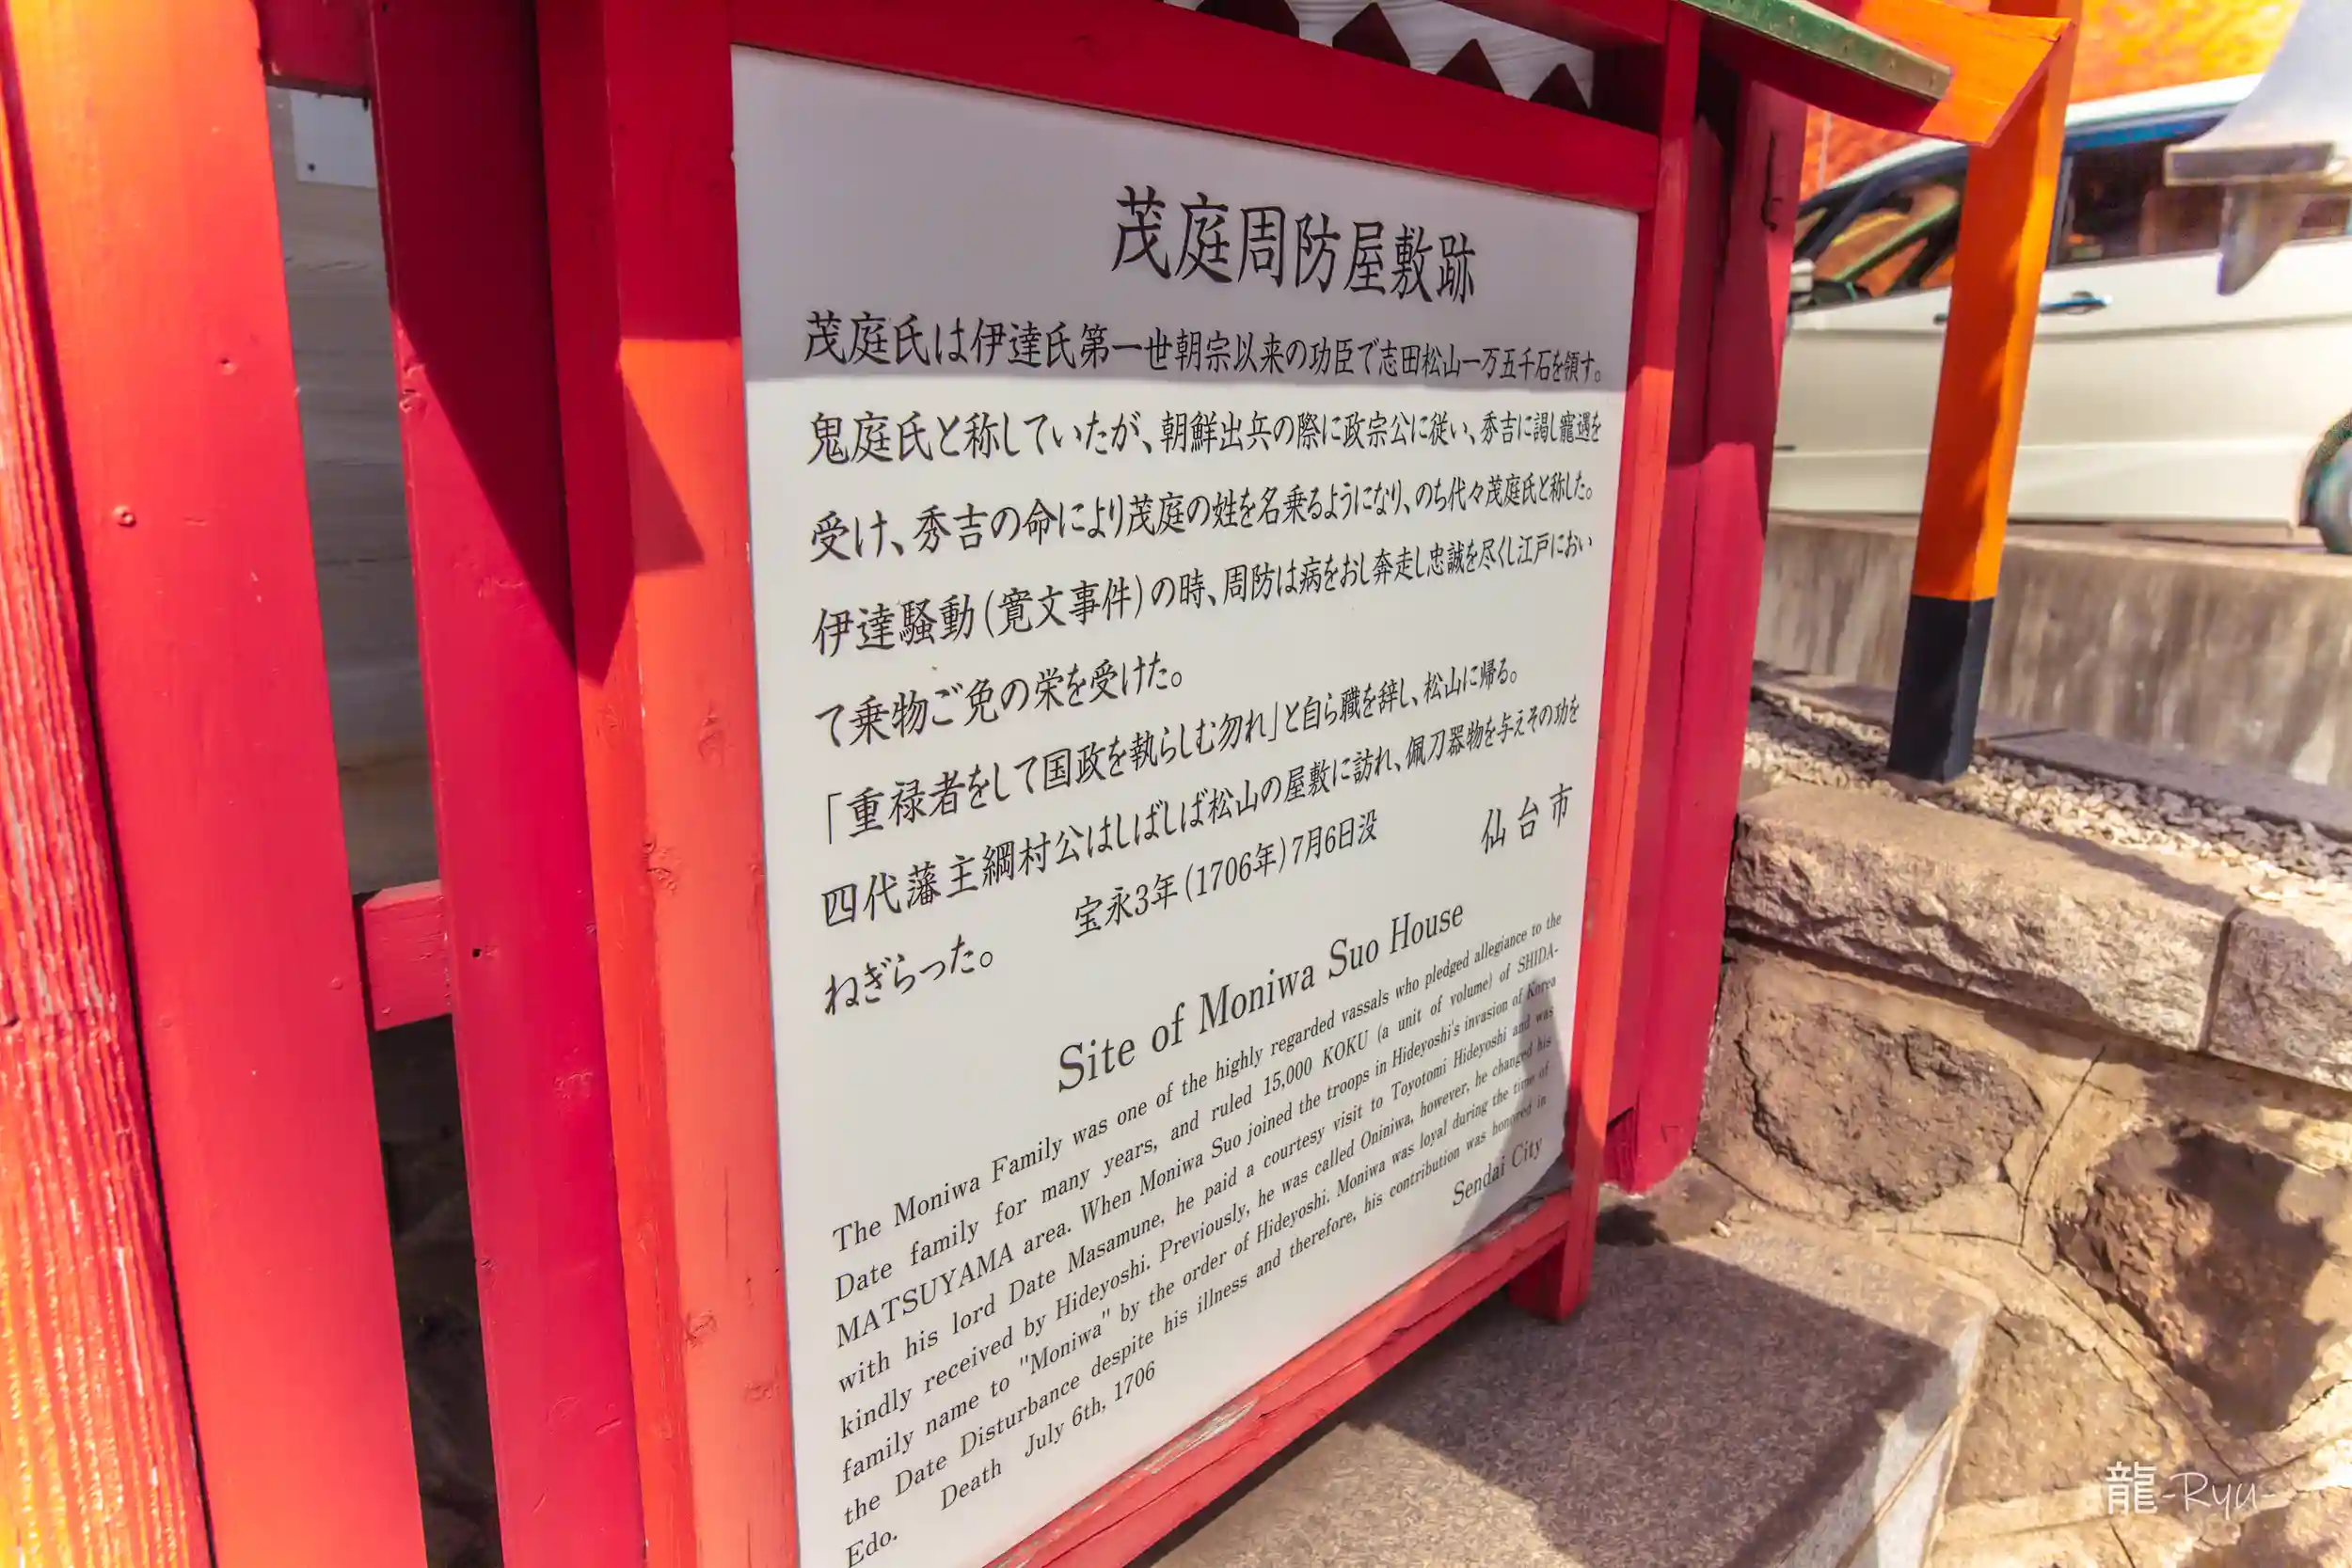 茂庭周防屋敷跡
茂庭氏は伊達氏第一世朝宗以来の功臣で志田松山一万五千石を領す。
鬼庭氏と称していたが、朝鮮出兵の際に政宗公に従い、秀吉に謁し寵遇を
受け、秀吉の命により茂庭の姓を名乗るようになり、のち代々茂庭氏と称した。
伊達騒動(寛文事件)の時、周防は病をおし奔走し忠誠を尽くし江戸におい
て乗物ご免の栄を受けた。
「重禄者をして国政を執らしむ勿れ」と自ら職を辞し、松山に帰る。
四代藩主綱村公はしばしば松山の屋敷に訪れ、佩刀器物を与えその功を
ねぎらった。 宝永3年(1706年)7月6日没 仙台市
Site of Moniwa Suo House
The Moniwa Family was one of the highly regarded vassals who pledged allegiance to the
Date family for many years, and ruled 15,000 KOKU (a unit of volume) of SHIDA-
MATSUYAMA area. When Moniwa Suo joined the troops in Hideyoshi's invasion of Korea
with his lord Date Masamune, he paid a courtesy visit to Toyotomi Hideyoshi and was
kindly received by Hideyoshi. Previously, he was called Oniniwa, however, he changed his
family name to "Moniwa" by the order of Hideyoshi. Moniwa was loyal during the time of
the Date Disturbance despite his illness and therefore, his contribution was honored in
Edo. Death July 6th, 1706 Sendai City
龍-Ryu-